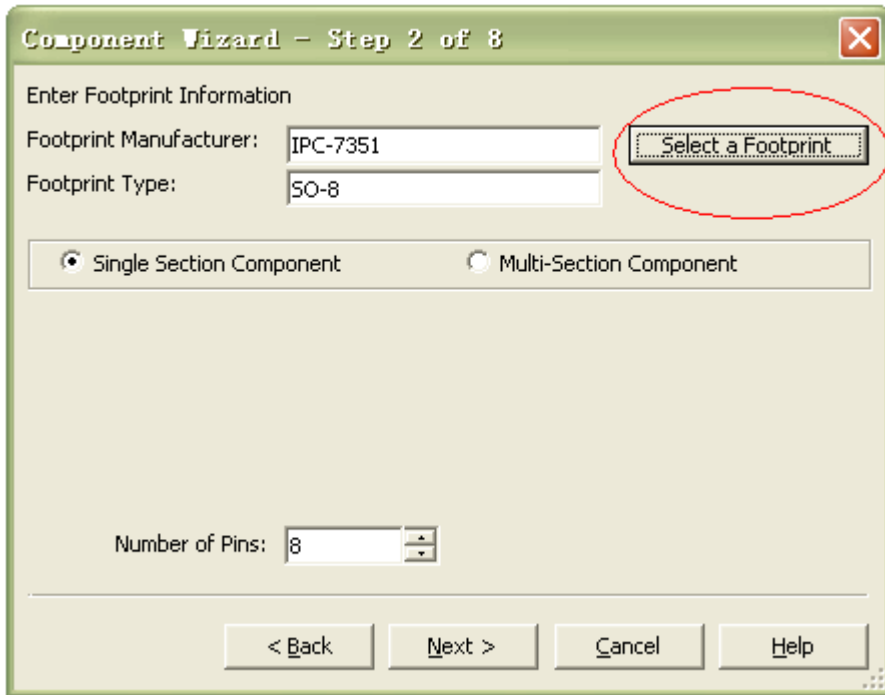 Component Wizard - Step 2 of 8
Enter Footprint Information
Footprint Manufacturer: IPC-7351 Select a Footprint
Footprint Type: SO-8
Single Section Component Multi-Section Component
Number of Pins: 8
< Back Next > Cancel Help